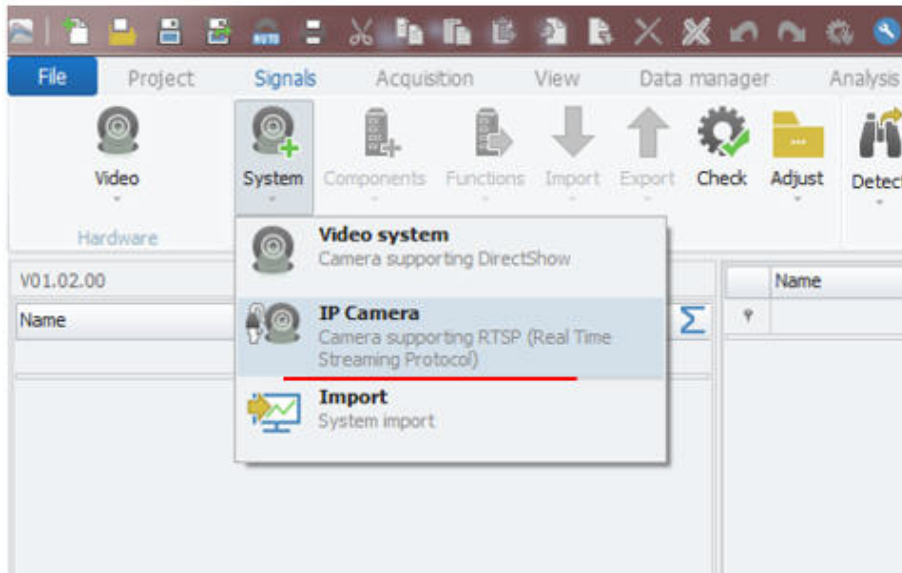 AUTO
File Project Signals Acquisition View Data manager Analysis
Video System Components Functions Import Export Check Adjust Detect
Hardware
Video system
Camera supporting DirectShow
V01.02.00
Name
Name
IP Camera
Camera supporting RTSP (Real Time
Streaming Protocol)
Import
System import